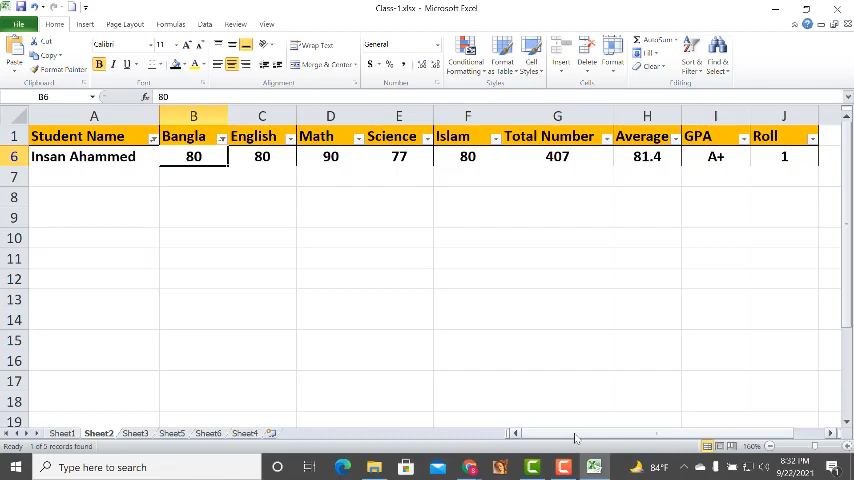 Class-1.xlsx - Microsoft Excel
File Home Insert Page Layout Formulas Data Review View
Paste Cut Copy Format Painter Clipboard
Calibri 11 B I U Font
Wrap Text Merge & Center Alignment
General $ % , Number
Conditional Formatting Format as Table Cell Styles Styles
Insert Delete Format Cells
AutoSum Fill Clear Sort & Filter Find & Select Editing
B6 fx 80
A B C D E F G H I J
1 Student Name Bangla English Math Science Islam Total Number Average GPA Roll
6 Insan Ahammed 80 80 90 77 80 407 81.4 A+ 1
7
8
9
10
11
12
13
14
15
16
17
18
19
Sheet1 Sheet2 Sheet3 Sheet5 Sheet6 Sheet4
Ready 1 of 5 records found 160%
Type here to search 84°F 8:32 PM
9/22/2021